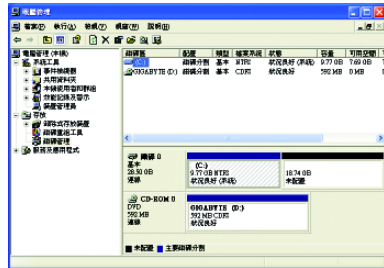 電腦管理
檔案(F) 執行(A) 檢視(V) 視窗(W) 說明(H)
電腦管理 (本機)
系統工具
事件檢視器
共用資料夾
本機使用者和群組
效能記錄及警示
裝置管理員
存放
卸除式存放裝置
磁碟重組工具
磁碟管理
服務及應用程式
磁碟區 配置 類型 檔案系統 狀態 容量 可用空間
(C:) 磁碟分割 基本 NTFS 狀況良好 (系統) 9.77 GB 7.69 GB
GIGABYTE (D:) 磁碟分割 基本 CDFS 狀況良好 592 MB 0 MB
磁碟 0
基本
28.50 GB
連線
(C:)
9.77 GB NTFS
狀況良好 (系統)
18.74 GB
未配置
CD-ROM 0
DVD
592 MB
連線
GIGABYTE (D:)
592 MB CDFS
狀況良好
未配置 主要磁碟分割